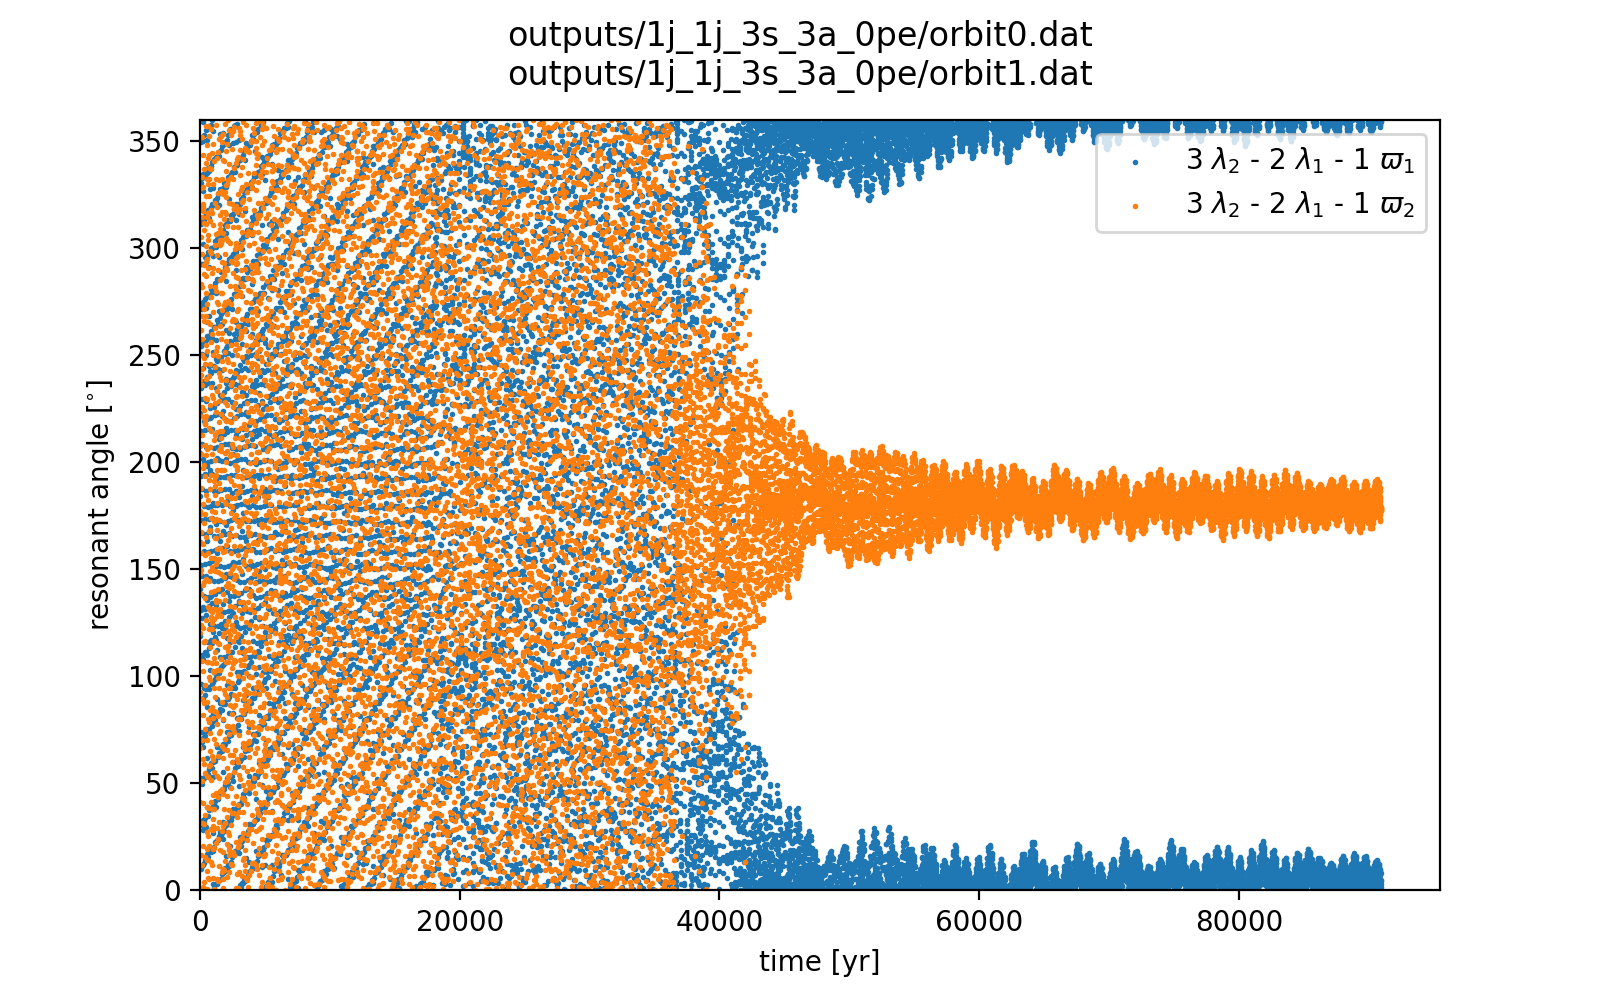 outputs/1j_1j_3s_3a_0pe/orbit0.dat
outputs/1j_1j_3s_3a_0pe/orbit1.dat
350
300
250
200
150
100
50
0
resonant angle [°]
3 λ₂ - 2 λ₁ - 1 ϖ₁
3 λ₂ - 2 λ₁ - 1 ϖ₂
0
20000
40000
60000
80000
time [yr]